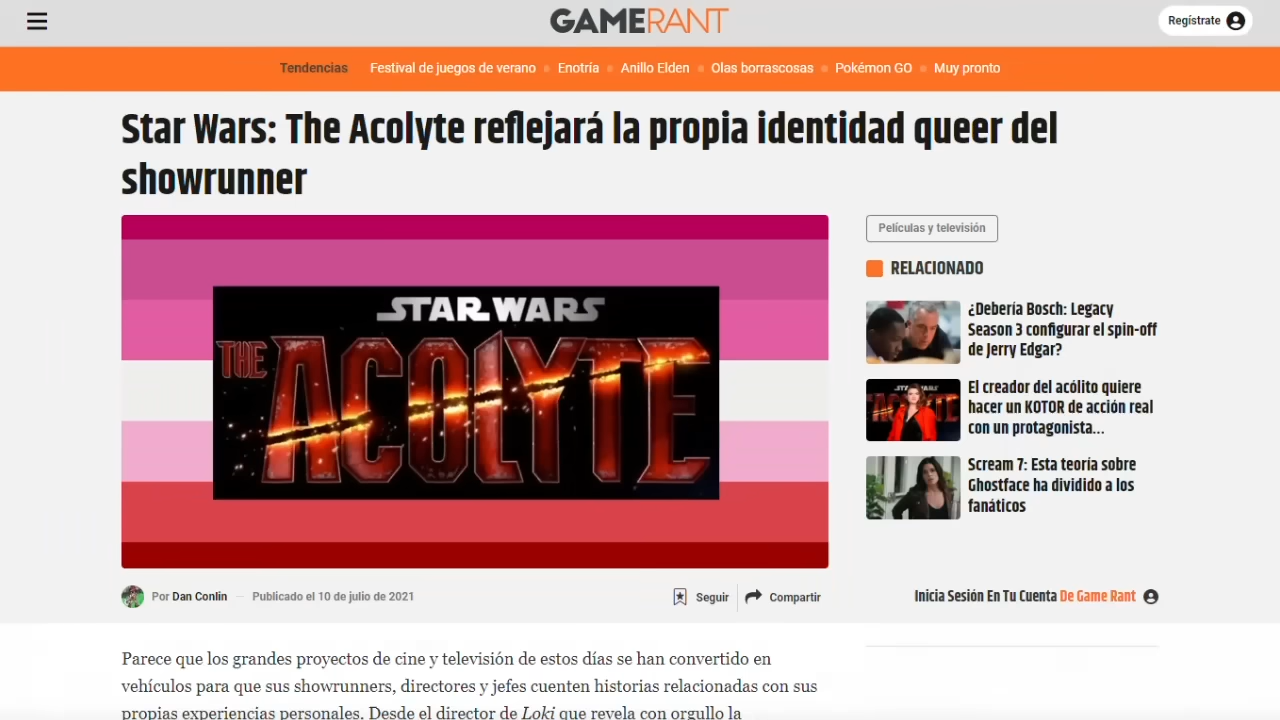 GAMERANT
Regístrate
Tendencias
Festival de juegos de verano
Enotría
Anillo Elden
Olas borrascosas
Pokémon GO
Muy pronto
Star Wars: The Acolyte reflejará la propia identidad queer del
showrunner
STAR WARS
THE ACOLYTE
Por Dan Conlin
Publicado el 10 de julio de 2021
Seguir
Compartir
Parece que los grandes proyectos de cine y televisión de estos días se han convertido en
vehículos para que sus showrunners, directores y jefes cuenten historias relacionadas con sus
propias experiencias personales. Desde el director de Loki que revela con orgullo la
Películas y televisión
RELACIONADO
¿Debería Bosch: Legacy
Season 3 configurar el spin-off
de Jerry Edgar?
El creador del acólito quiere
hacer un KOTOR de acción real
con un protagonista...
Scream 7: Esta teoría sobre
Ghostface ha dividido a los
fanáticos
Inicia Sesión En Tu Cuenta De Game Rant